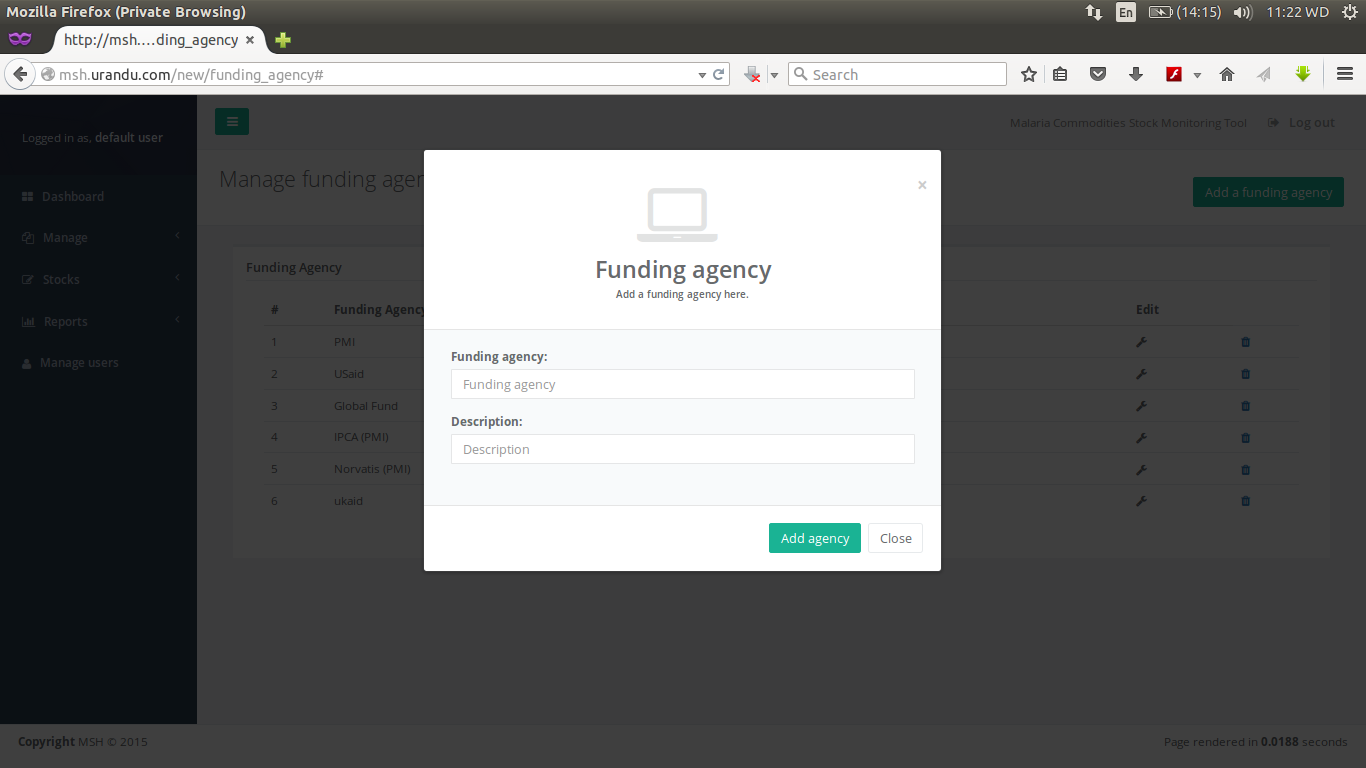 Mozilla Firefox (Private Browsing)
En
(14:15)
11:22 WD
http://msh....ding_agency
msh.urandu.com/new/funding_agency#
Search
Logged in as, default user
Malaria Commodities Stock Monitoring Tool
Log out
Dashboard
Manage
Stocks
Reports
Manage users
Manage funding agen
Add a funding agency
Funding Agency
# Funding Agency Edit
1 PMI
2 USaid
3 Global Fund
4 IPCA (PMI)
5 Norvatis (PMI)
6 ukaid
×
Funding agency
Add a funding agency here.
Funding agency:
Funding agency
Description:
Description
Add agency
Close
Copyright MSH © 2015
Page rendered in 0.0188 seconds